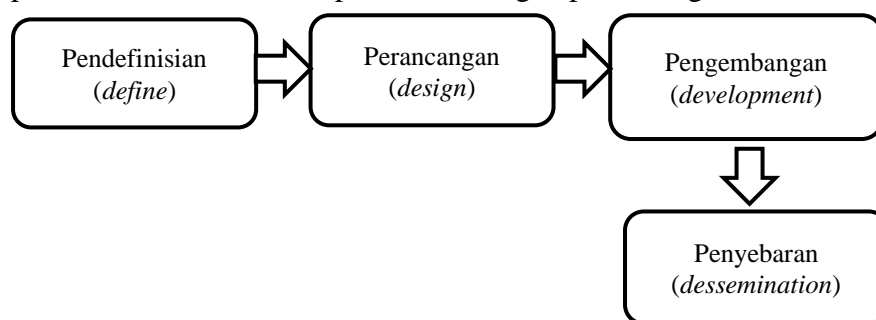 Pendefinisian
(define)
Perancangan
(design)
Pengembangan
(development)
Penyebaran
(dessemination)